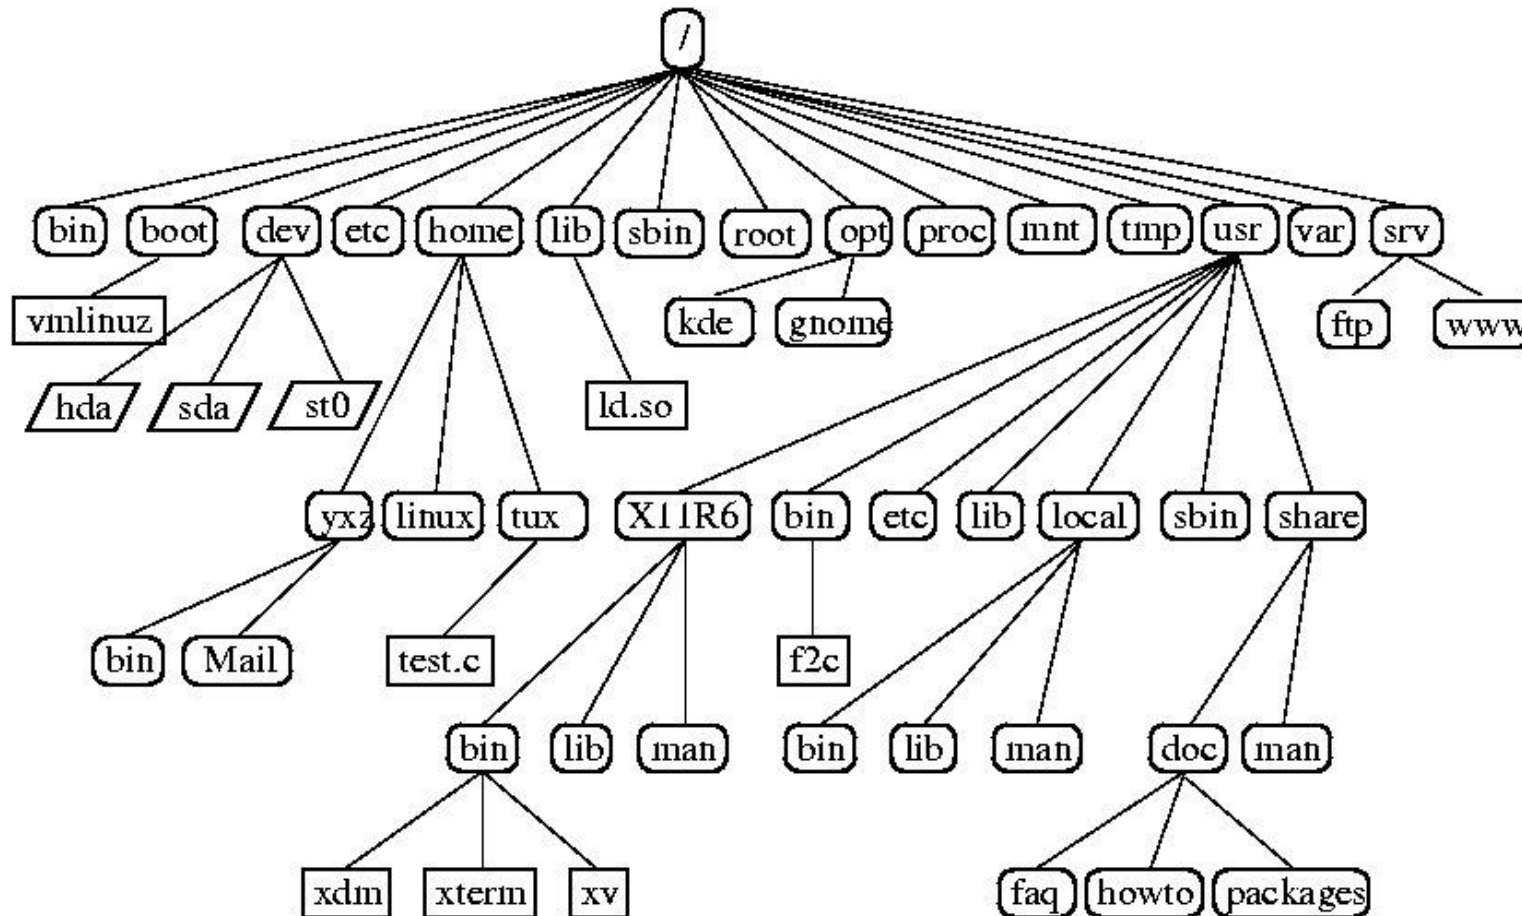 /
bin boot dev etc home lib sbin root opt proc mnt tmp usr var srv
vmlinuz kde gnome ftp www
hda sda st0 ld.so
yxz linux tux X11R6 bin etc lib local sbin share
bin Mail test.c f2c
bin lib man bin lib man doc man
xdm xterm xv faq howto packages